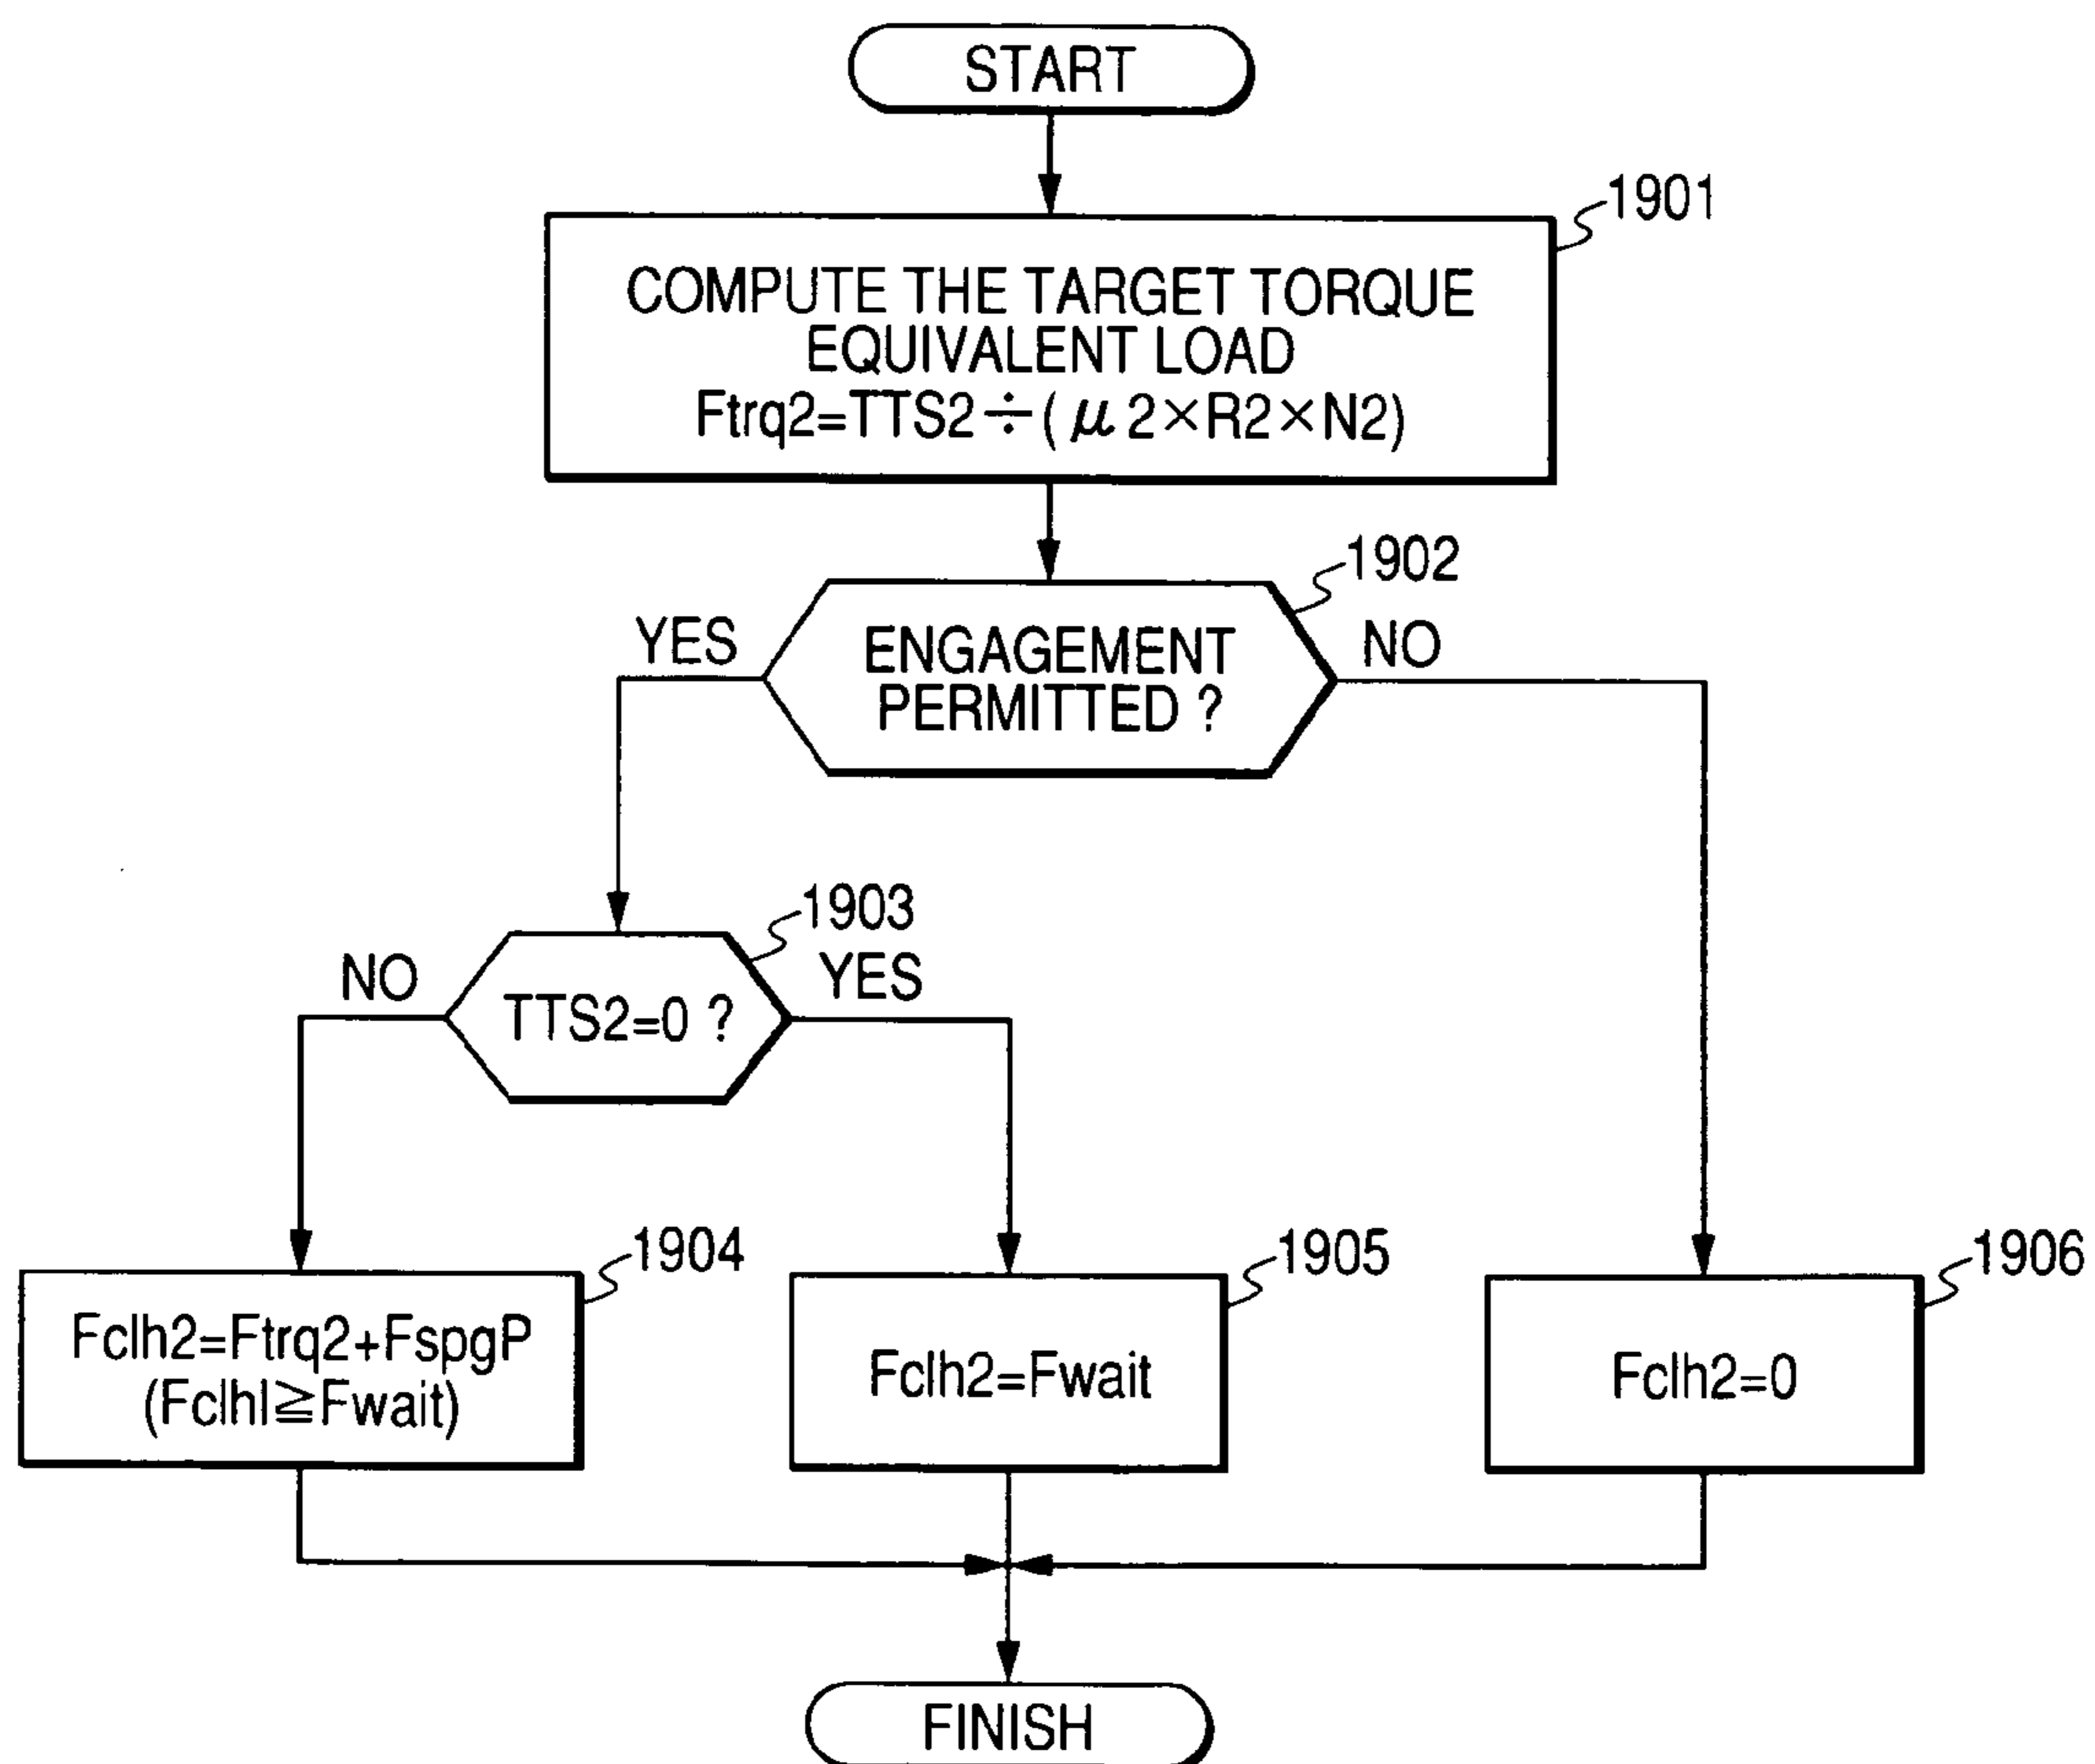 START
1901
COMPUTE THE TARGET TORQUE
EQUIVALENT LOAD
Ftrq2=TTS2÷(μ2×R2×N2)
1902
YES
ENGAGEMENT
PERMITTED ?
NO
1903
NO
TTS2=0 ?
YES
1904
Fclh2=Ftrq2+FspgP
(Fclhl≧Fwait)
1905
Fclh2=Fwait
1906
Fclh2=0
FINISH